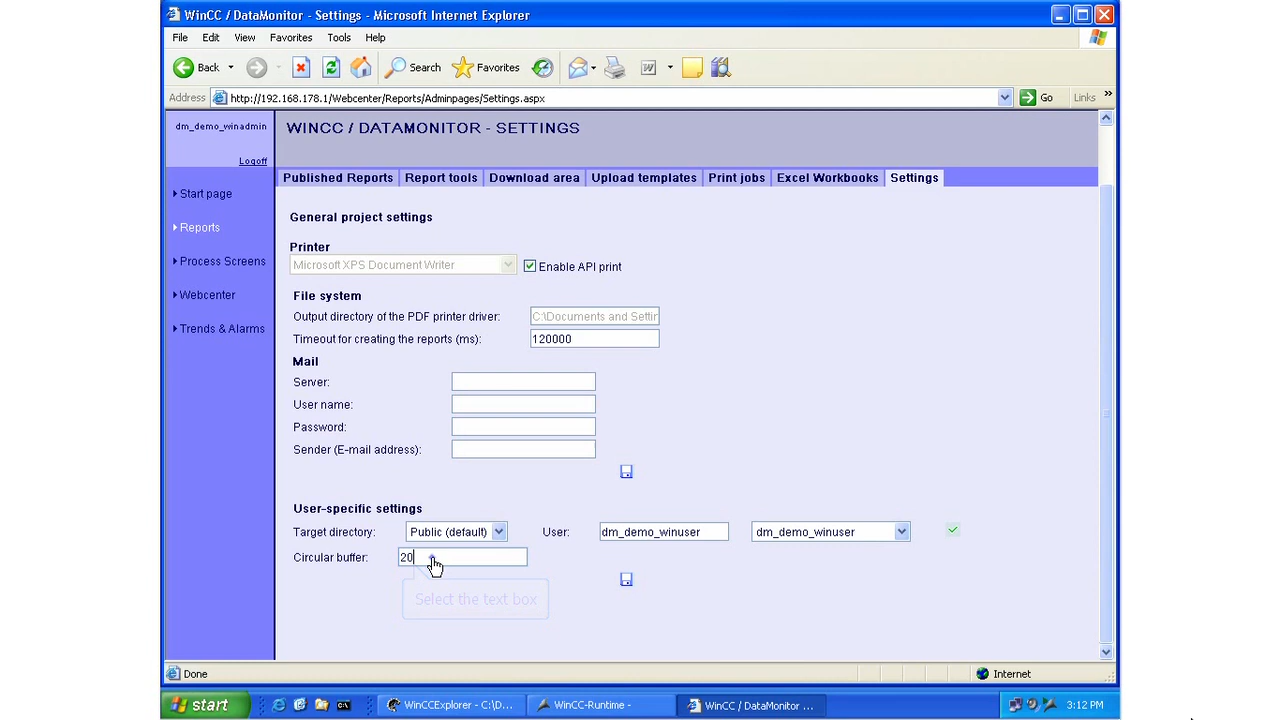 WinCC / DataMonitor - Settings - Microsoft Internet Explorer
File Edit View Favorites Tools Help
Back Search Favorites
Address http://192.168.178.1/Webcenter/Reports/Adminpages/Settings.aspx Go Links »
dm_demo_winadmin
Logoff
WINCC / DATAMONITOR - SETTINGS
Published Reports Report tools Download area Upload templates Print jobs Excel Workbooks Settings
Start page
Reports
Process Screens
Webcenter
Trends & Alarms
General project settings
Printer
Microsoft XPS Document Writer Enable API print
File system
Output directory of the PDF printer driver: C:\Documents and Settin
Timeout for creating the reports (ms): 120000
Mail
Server:
User name:
Password:
Sender (E-mail address):
User-specific settings
Target directory: Public (default) User: dm_demo_winuser dm_demo_winuser
Circular buffer: 20
Select the text box
Done Internet
start WinCCExplorer - C:\D... WinCC-Runtime - WinCC / DataMonitor ... 3:12 PM